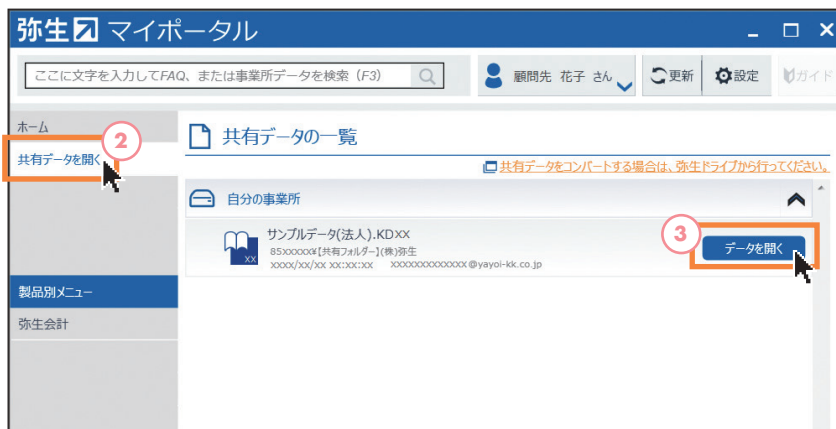 弥生 マイポータル
ここに文字を入力してFAQ、または事業所データを検索 (F3)
顧問先 花子 さん
更新
設定
ガイド
ホーム
②
共有データを開く
共有データの一覧
共有データをコンバートする場合は、弥生ドライブから行ってください。
自分の事業所
サンプルデータ(法人).KDXX
XX
85xxxxx¥【共有フォルダー】(株)弥生
xxxx/xx/xx xx:xx:xx xxxxxxxxxxxxx@yayoi-kk.co.jp
③
データを開く
製品別メニュー
弥生会計